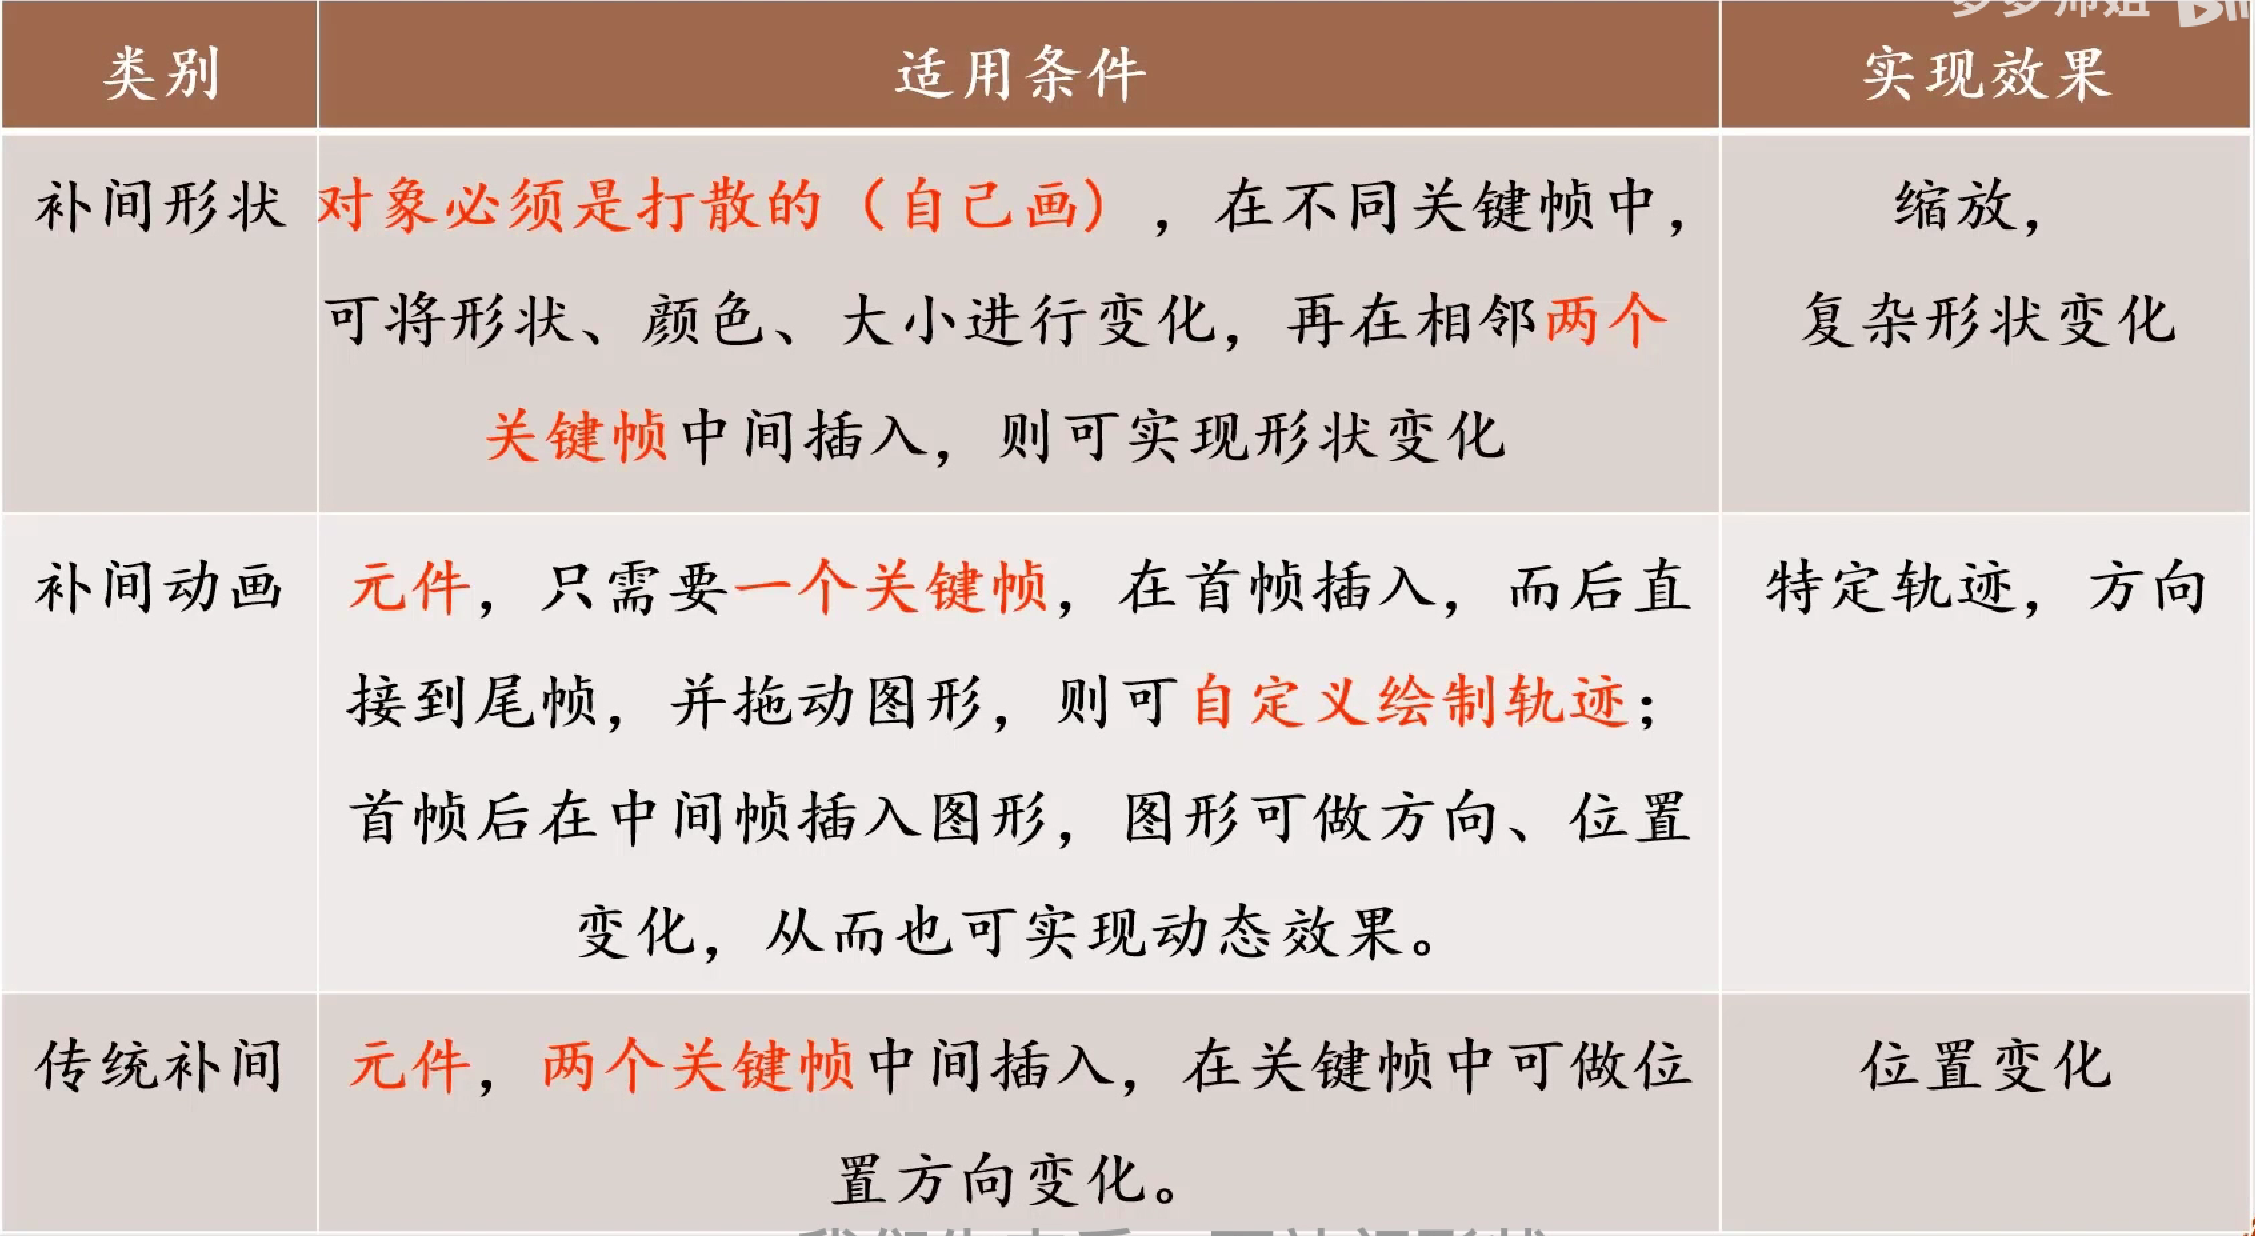 类别
适用条件
实现效果
补间形状
对象必须是打散的（自己画），在不同关键帧中，
可将形状、颜色、大小进行变化，再在相邻两个
关键帧中间插入，则可实现形状变化
缩放，
复杂形状变化
补间动画
元件，只需要一个关键帧，在首帧插入，而后直
接到尾帧，并拖动图形，则可自定义绘制轨迹；
首帧后在中间帧插入图形，图形可做方向、位置
变化，从而也可实现动态效果。
特定轨迹，方向
传统补间
元件，两个关键帧中间插入，在关键帧中可做位
置方向变化。
位置变化